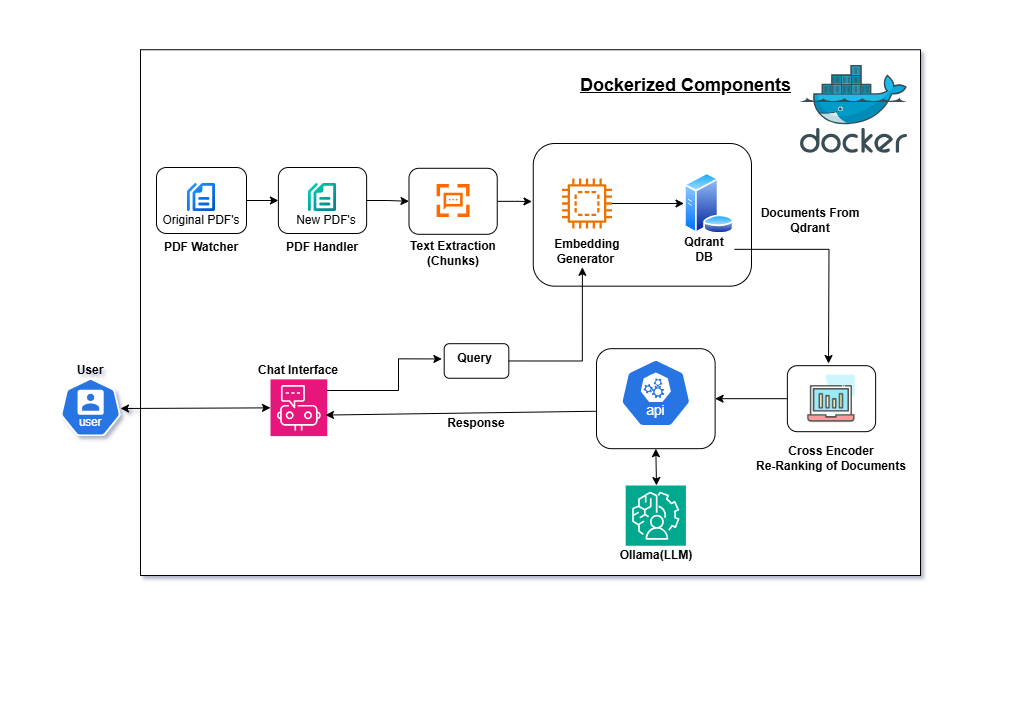 Dockerized Components
docker
Original PDF's
New PDF's
PDF Watcher
PDF Handler
Text Extraction
(Chunks)
Embedding
Generator
Qdrant
DB
Documents From
Qdrant
User
user
Chat Interface
Query
Response
api
Cross Encoder
Re-Ranking of Documents
Ollama(LLM)